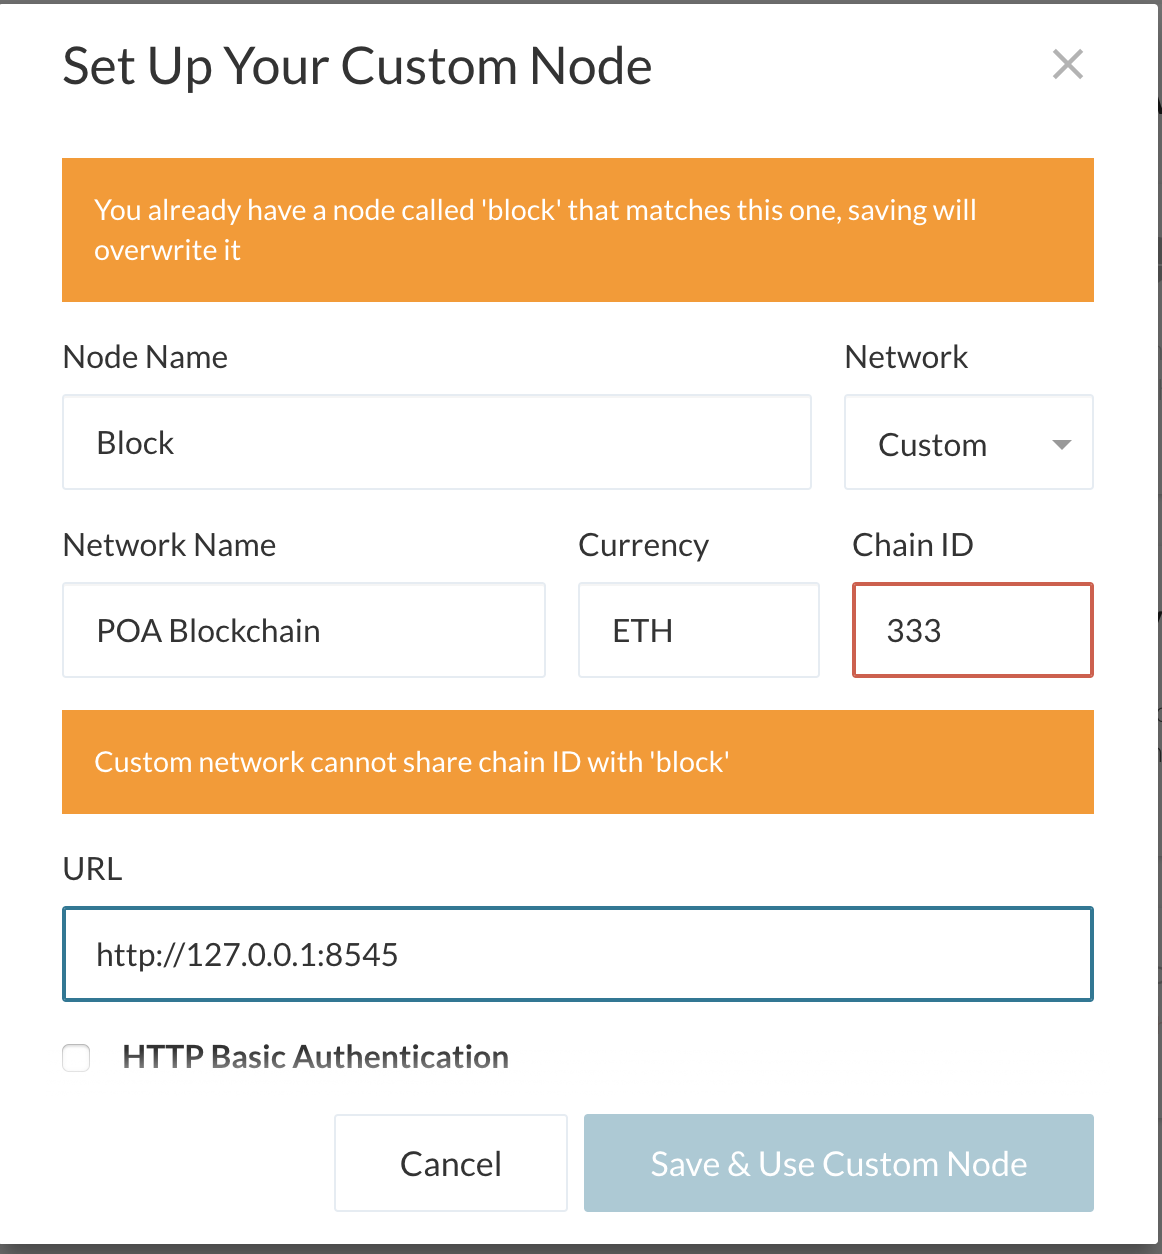 Set Up Your Custom Node
You already have a node called 'block' that matches this one, saving will
overwrite it
Node Name
Network
Block
Custom
Network Name
Currency
Chain ID
POA Blockchain
ETH
333
Custom network cannot share chain ID with 'block'
URL
http://127.0.0.1:8545
HTTP Basic Authentication
Cancel
Save & Use Custom Node